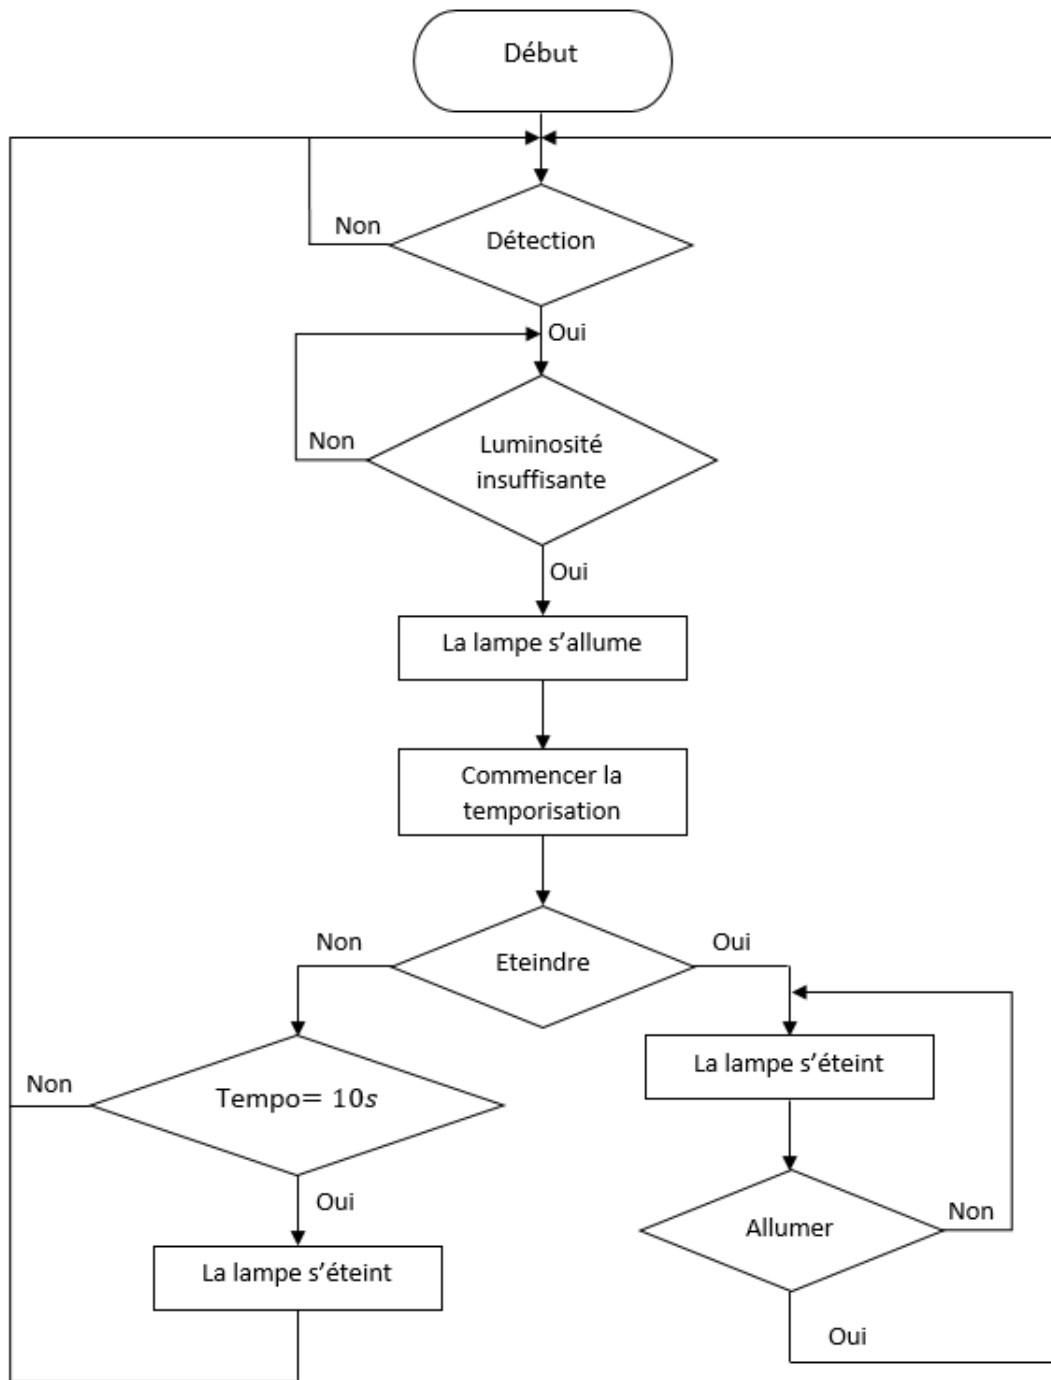 Début
Non
Détection
Oui
Non
Luminosité
insuffisante
Oui
La lampe s'allume
Commencer la
temporisation
Non
Eteindre
Oui
Non
Tempo= 10s
La lampe s'éteint
Oui
Allumer
Non
La lampe s'éteint
Oui